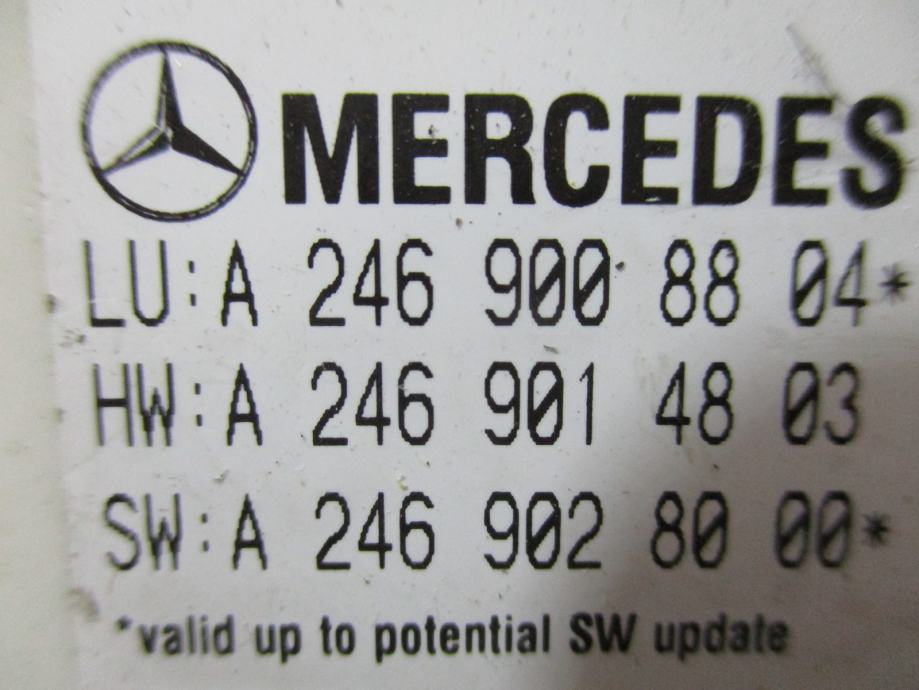 MERCEDES
LU:A 246 900 88 04*
HW:A 246 901 48 03
SW:A 246 902 80 00*
*valid up to potential SW update